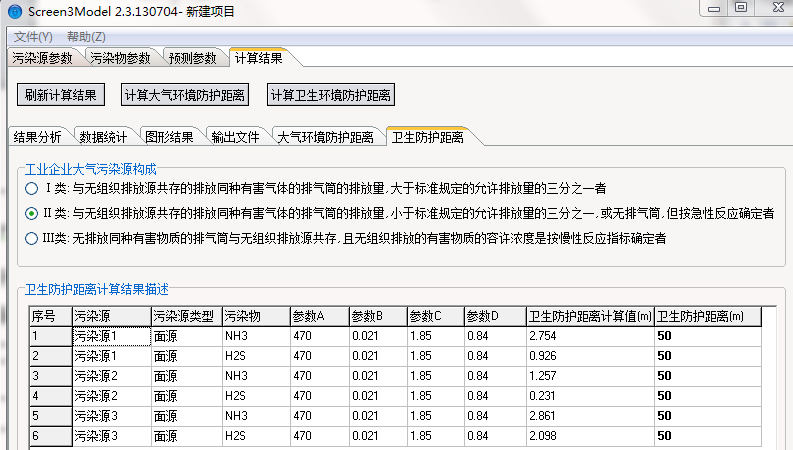 Screen3Model 2.3.130704- 新建项目
文件(Y) 帮助(Z)
污染源参数 污染物参数 预测参数 计算结果
刷新计算结果 计算大气环境防护距离 计算卫生环境防护距离
结果分析 数据统计 图形结果 输出文件 大气环境防护距离 卫生防护距离
工业企业大气污染源构成
I 类: 与无组织排放源共存的排放同种有害气体的排气筒的排放量,大于标准规定的允许排放量的三分之一者
II 类: 与无组织排放源共存的排放同种有害气体的排气筒的排放量,小于标准规定的允许排放量的三分之一,或无排气筒,但按急性反应确定者
III类: 无排放同种有害物质的排气筒与无组织排放源共存,且无组织排放的有害物质的容许浓度是按慢性反应指标确定者
卫生防护距离计算结果描述
序号 污染源 污染源类型 污染物 参数A 参数B 参数C 参数D 卫生防护距离计算值(m) 卫生防护距离(m)
1 污染源1 面源 NH3 470 0.021 1.85 0.84 2.754 50
2 污染源1 面源 H2S 470 0.021 1.85 0.84 0.926 50
3 污染源2 面源 NH3 470 0.021 1.85 0.84 1.257 50
4 污染源2 面源 H2S 470 0.021 1.85 0.84 0.231 50
5 污染源3 面源 NH3 470 0.021 1.85 0.84 2.861 50
6 污染源3 面源 H2S 470 0.021 1.85 0.84 2.098 50